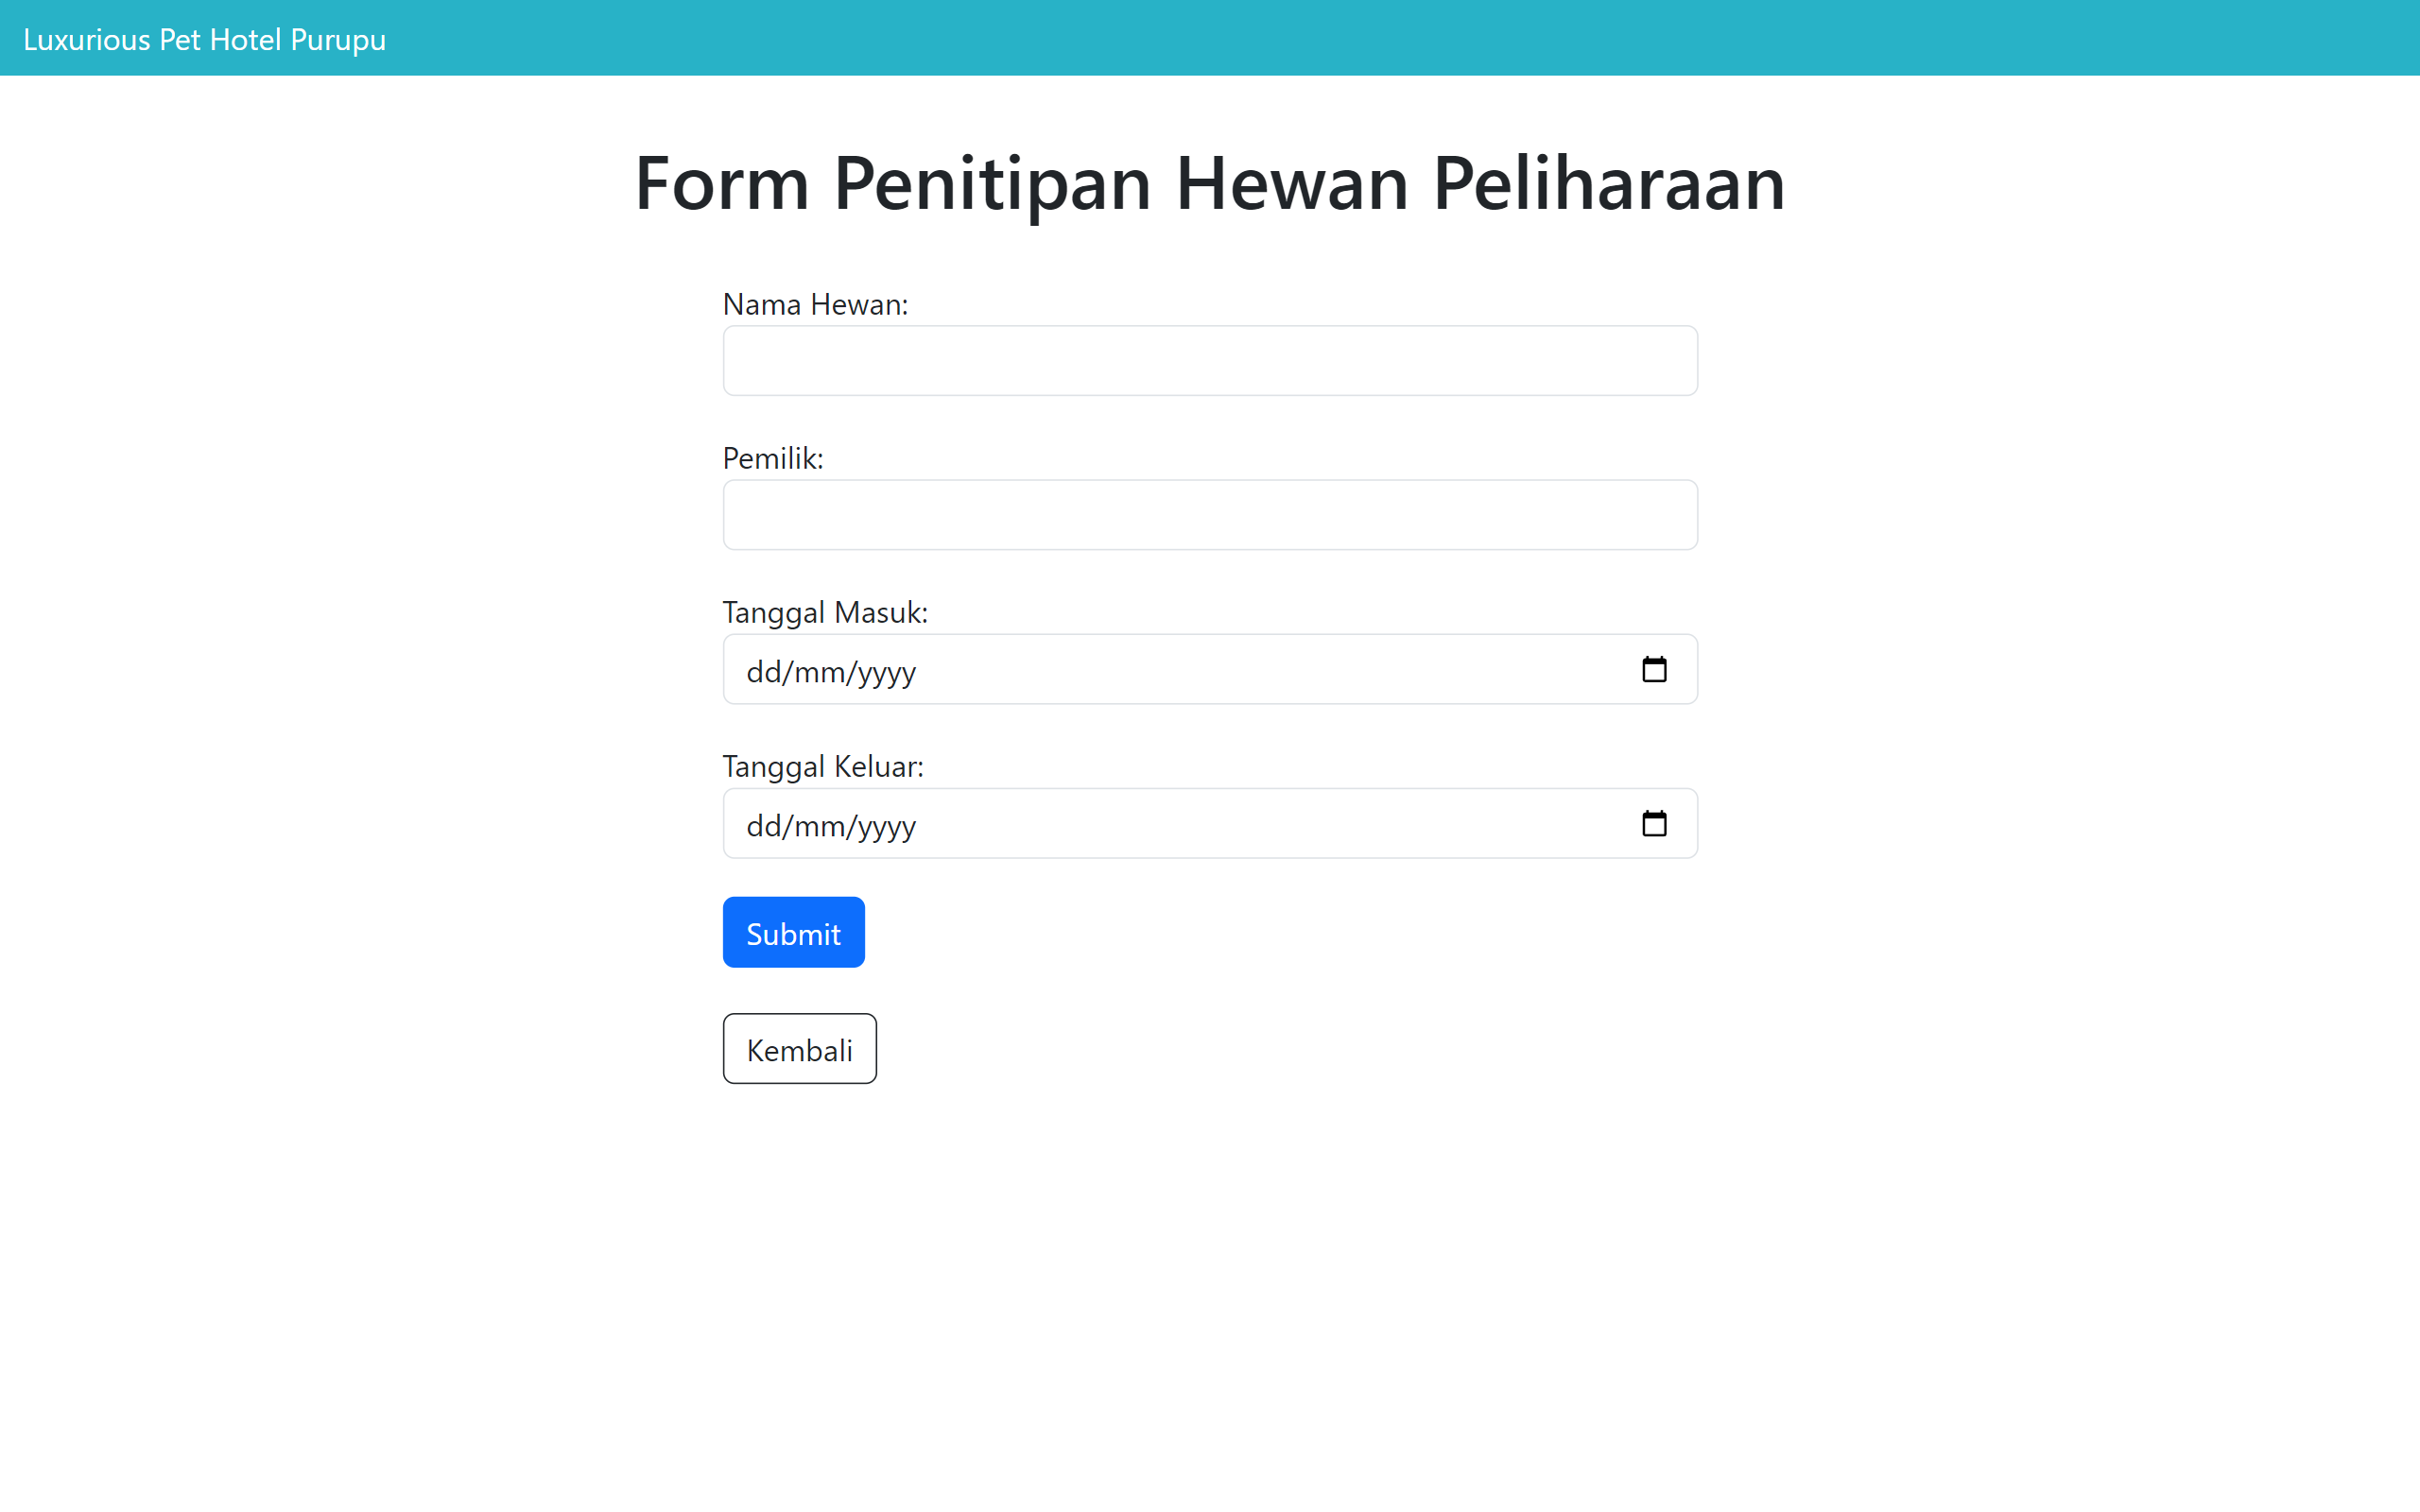 Luxurious Pet Hotel Purupu
Form Penitipan Hewan Peliharaan
Nama Hewan:
Pemilik:
Tanggal Masuk:
dd/mm/yyyy
Tanggal Keluar:
dd/mm/yyyy
Submit
Kembali